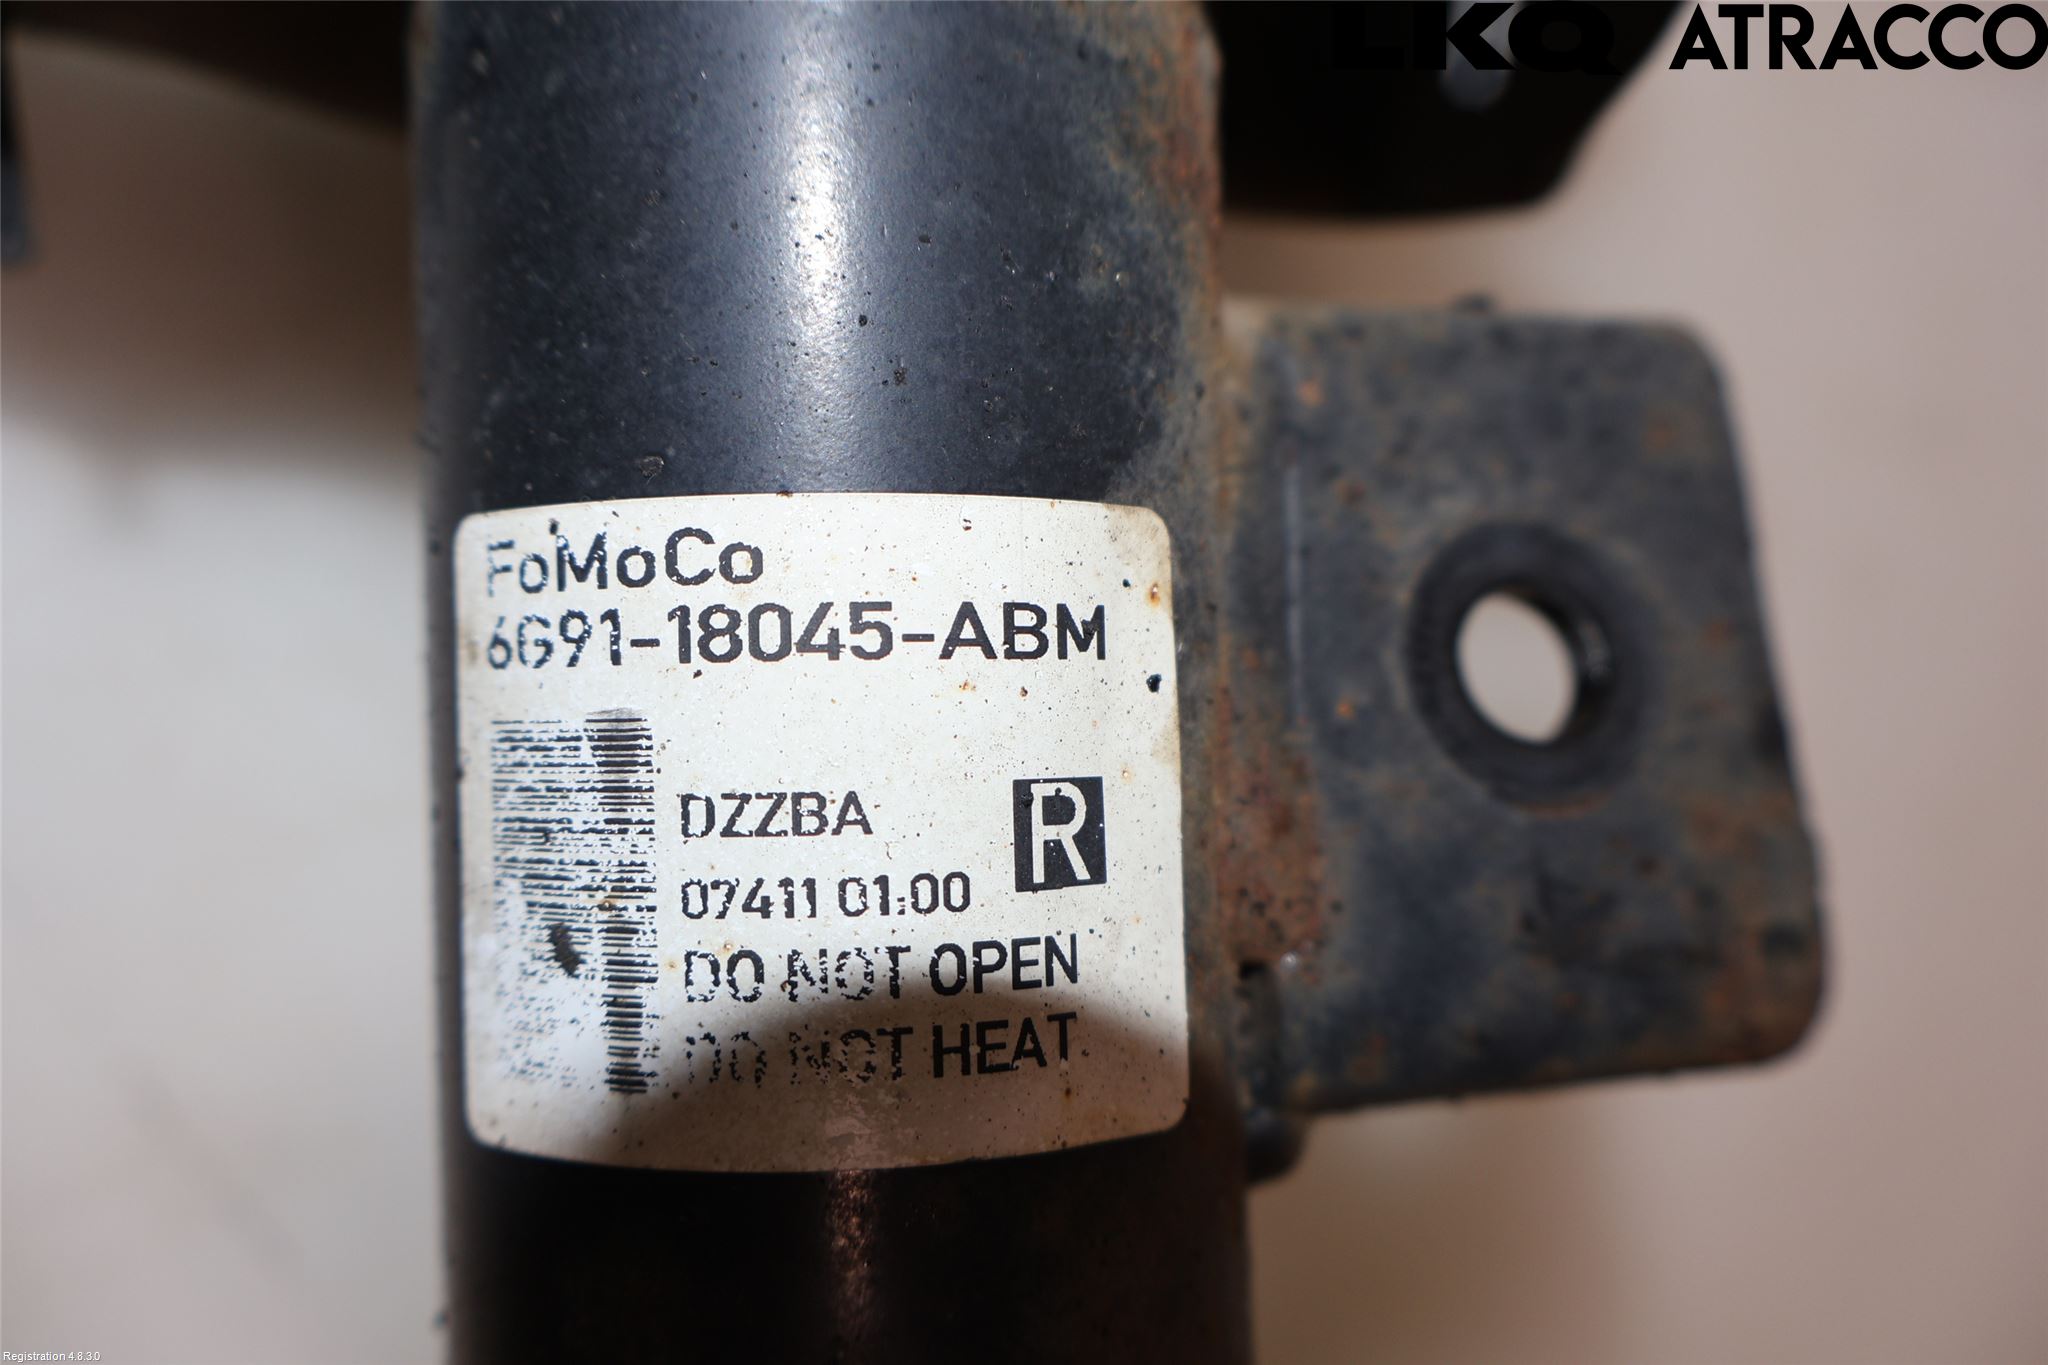 LKQ ATRACCO
FoMoCo
6G91-18045-ABM
DZZBA
R
07411 01:00
DO NOT OPEN
DO NOT HEAT
Registration 4.8.3.0